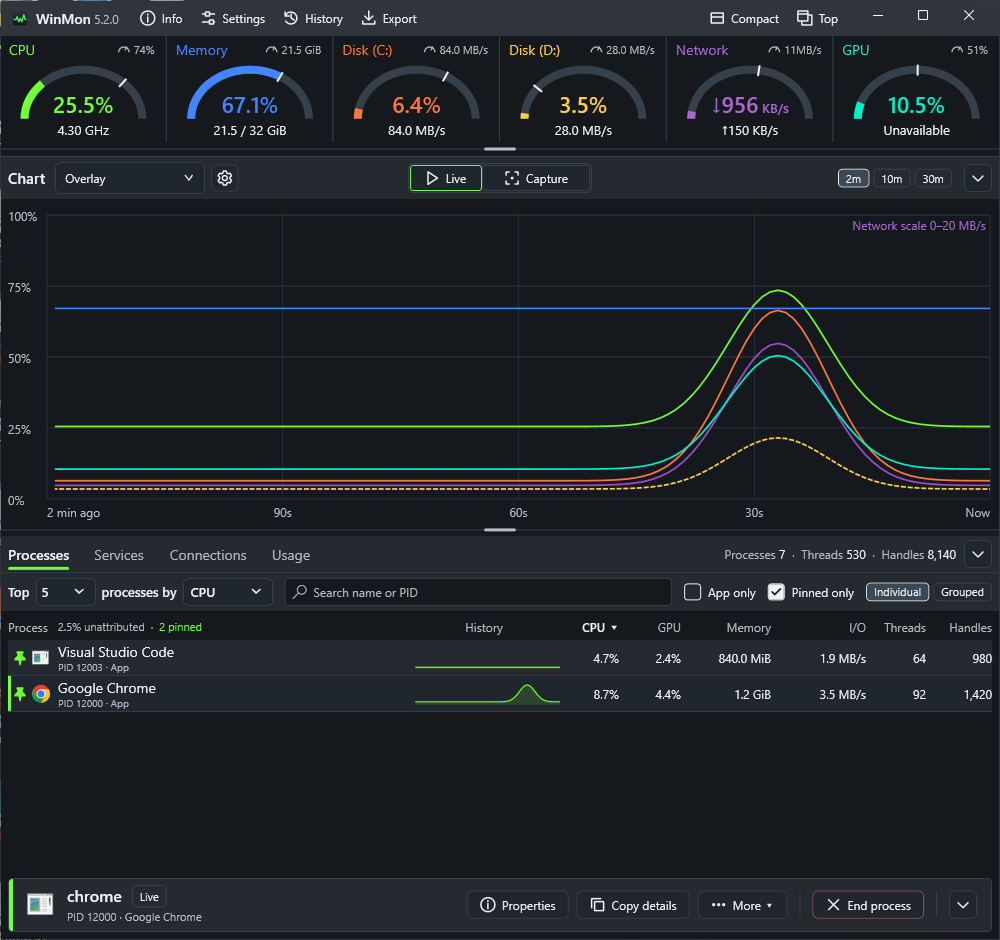 WinMon 5.2.0 Info Settings History Export Compact Top
CPU 74% Memory 21.5 GiB Disk (C:) 84.0 MB/s Disk (D:) 28.0 MB/s Network 11MB/s GPU 51%
25.5% 67.1% 6.4% 3.5% ↓956 KB/s 10.5%
4.30 GHz 21.5 / 32 GiB 84.0 MB/s 28.0 MB/s ↑150 KB/s Unavailable
Chart Overlay Live Capture 2m 10m 30m
100%
Network scale 0–20 MB/s
75%
50%
25%
0%
2 min ago 90s 60s 30s Now
Processes Services Connections Usage Processes 7 · Threads 530 · Handles 8,140
Top 5 processes by CPU Search name or PID App only Pinned only Individual Grouped
Process 2.5% unattributed · 2 pinned History CPU ▼ GPU Memory I/O Threads Handles
Visual Studio Code
PID 12003 · App
4.7% 2.4% 840.0 MiB 1.9 MB/s 64 980
Google Chrome
PID 12000 · App
8.7% 4.4% 1.2 GiB 3.5 MB/s 92 1,420
chrome Live
PID 12000 · Google Chrome
Properties Copy details More ▾ End process